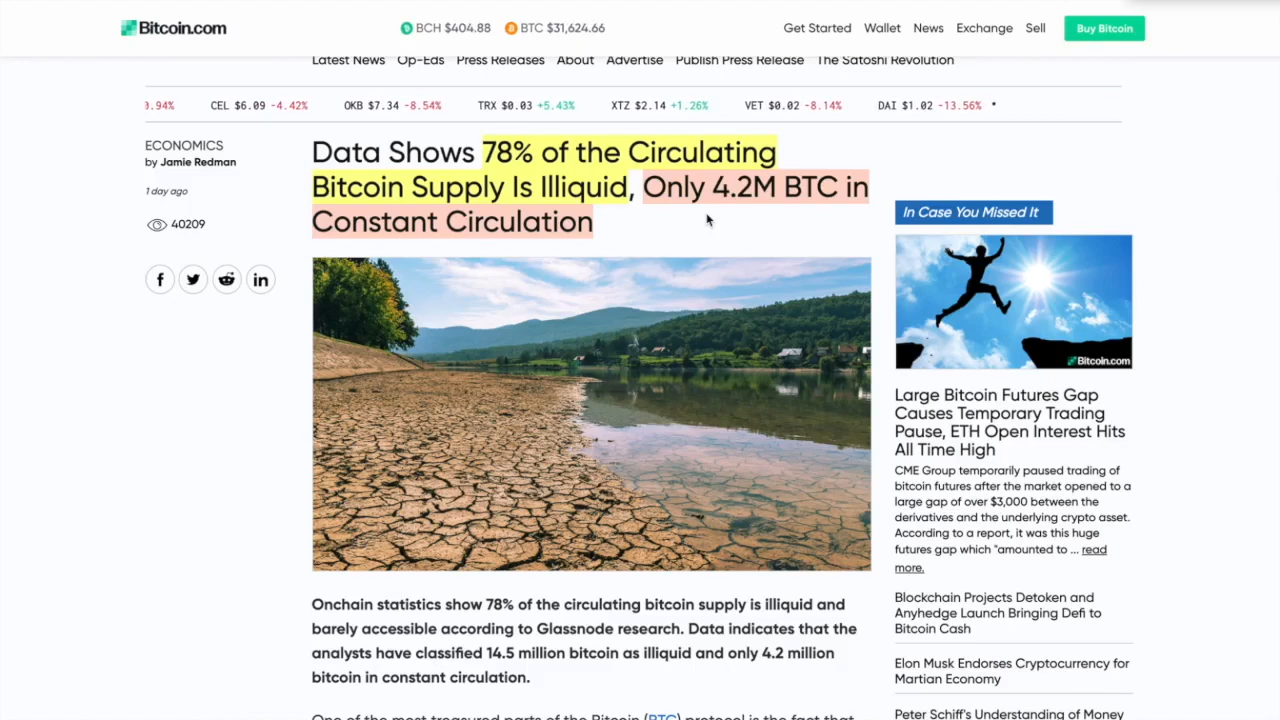 Bitcoin.com
BCH $404.88 BTC $31,624.66
Get Started Wallet News Exchange Sell Buy Bitcoin
Latest News Op-Eds Press Releases About Advertise Publish Press Release The Satoshi Revolution
0.94% CEL $6.09 -4.42% OKB $7.34 -8.54% TRX $0.03 +5.43% XTZ $2.14 +1.26% VET $0.02 -8.14% DAI $1.02 -13.56%
ECONOMICS
by Jamie Redman
1 day ago
40209
Data Shows 78% of the Circulating
Bitcoin Supply Is Illiquid, Only 4.2M BTC in
Constant Circulation
Onchain statistics show 78% of the circulating bitcoin supply is illiquid and
barely accessible according to Glassnode research. Data indicates that the
analysts have classified 14.5 million bitcoin as illiquid and only 4.2 million
bitcoin in constant circulation.
One of the most treasured parts of the Bitcoin (BTC) protocol is the fact that
In Case You Missed It
Bitcoin.com
Large Bitcoin Futures Gap
Causes Temporary Trading
Pause, ETH Open Interest Hits
All Time High
CME Group temporarily paused trading of
bitcoin futures after the market opened to a
large gap of over $3,000 between the
derivatives and the underlying crypto asset.
According to a report, it was this huge
futures gap which "amounted to ... read
more.
Blockchain Projects Detoken and
Anyhedge Launch Bringing Defi to
Bitcoin Cash
Elon Musk Endorses Cryptocurrency for
Martian Economy
Peter Schiff's Understanding of Money